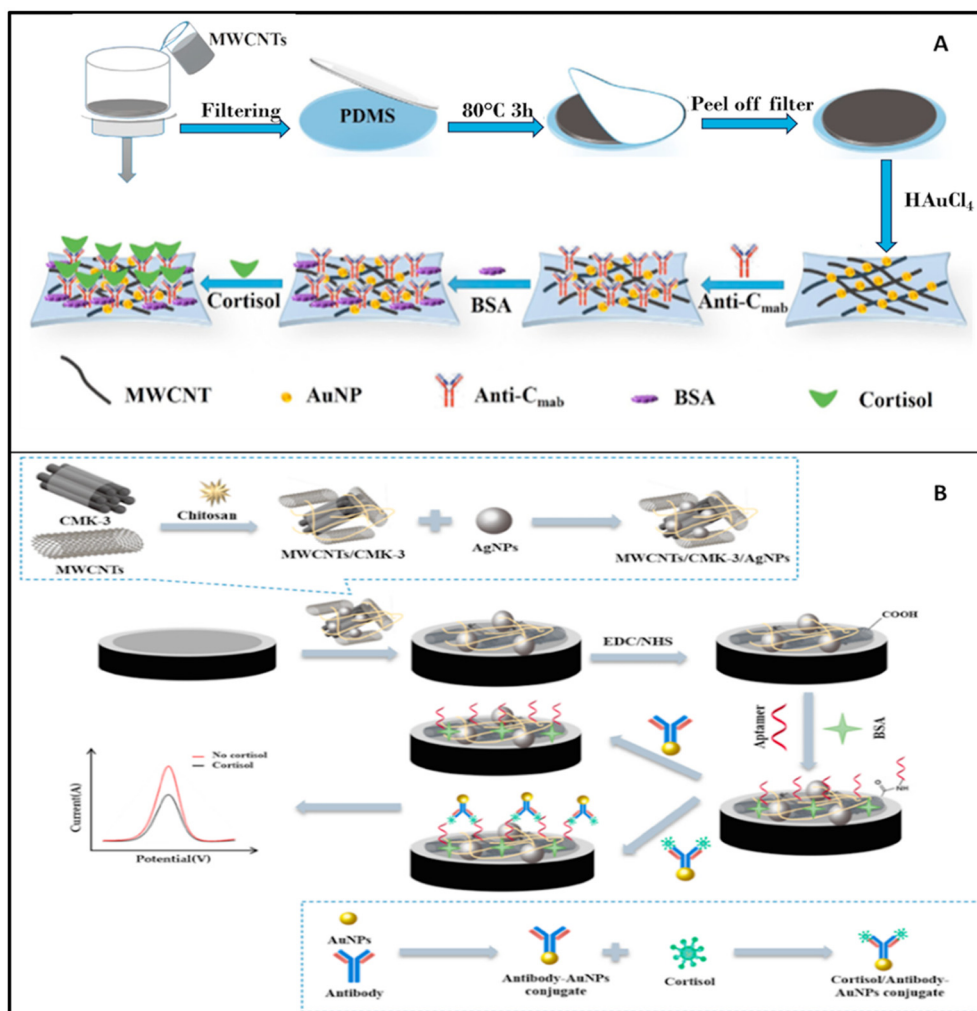 A
MWCNTs
Filtering
PDMS
80°C 3h
Peel off filter
HAuCl₄
Cortisol
BSA
Anti-Cmab
MWCNT
AuNP
Anti-Cmab
BSA
Cortisol
B
CMK-3
MWCNTs
Chitosan
MWCNTs/CMK-3
AgNPs
MWCNTs/CMK-3/AgNPs
EDC/NHS
COOH
Aptamer
BSA
O
NH
No cortisol
Cortisol
Current(A)
Potential(V)
AuNPs
Antibody
Antibody-AuNPs
conjugate
Cortisol
Cortisol/Antibody-
AuNPs conjugate